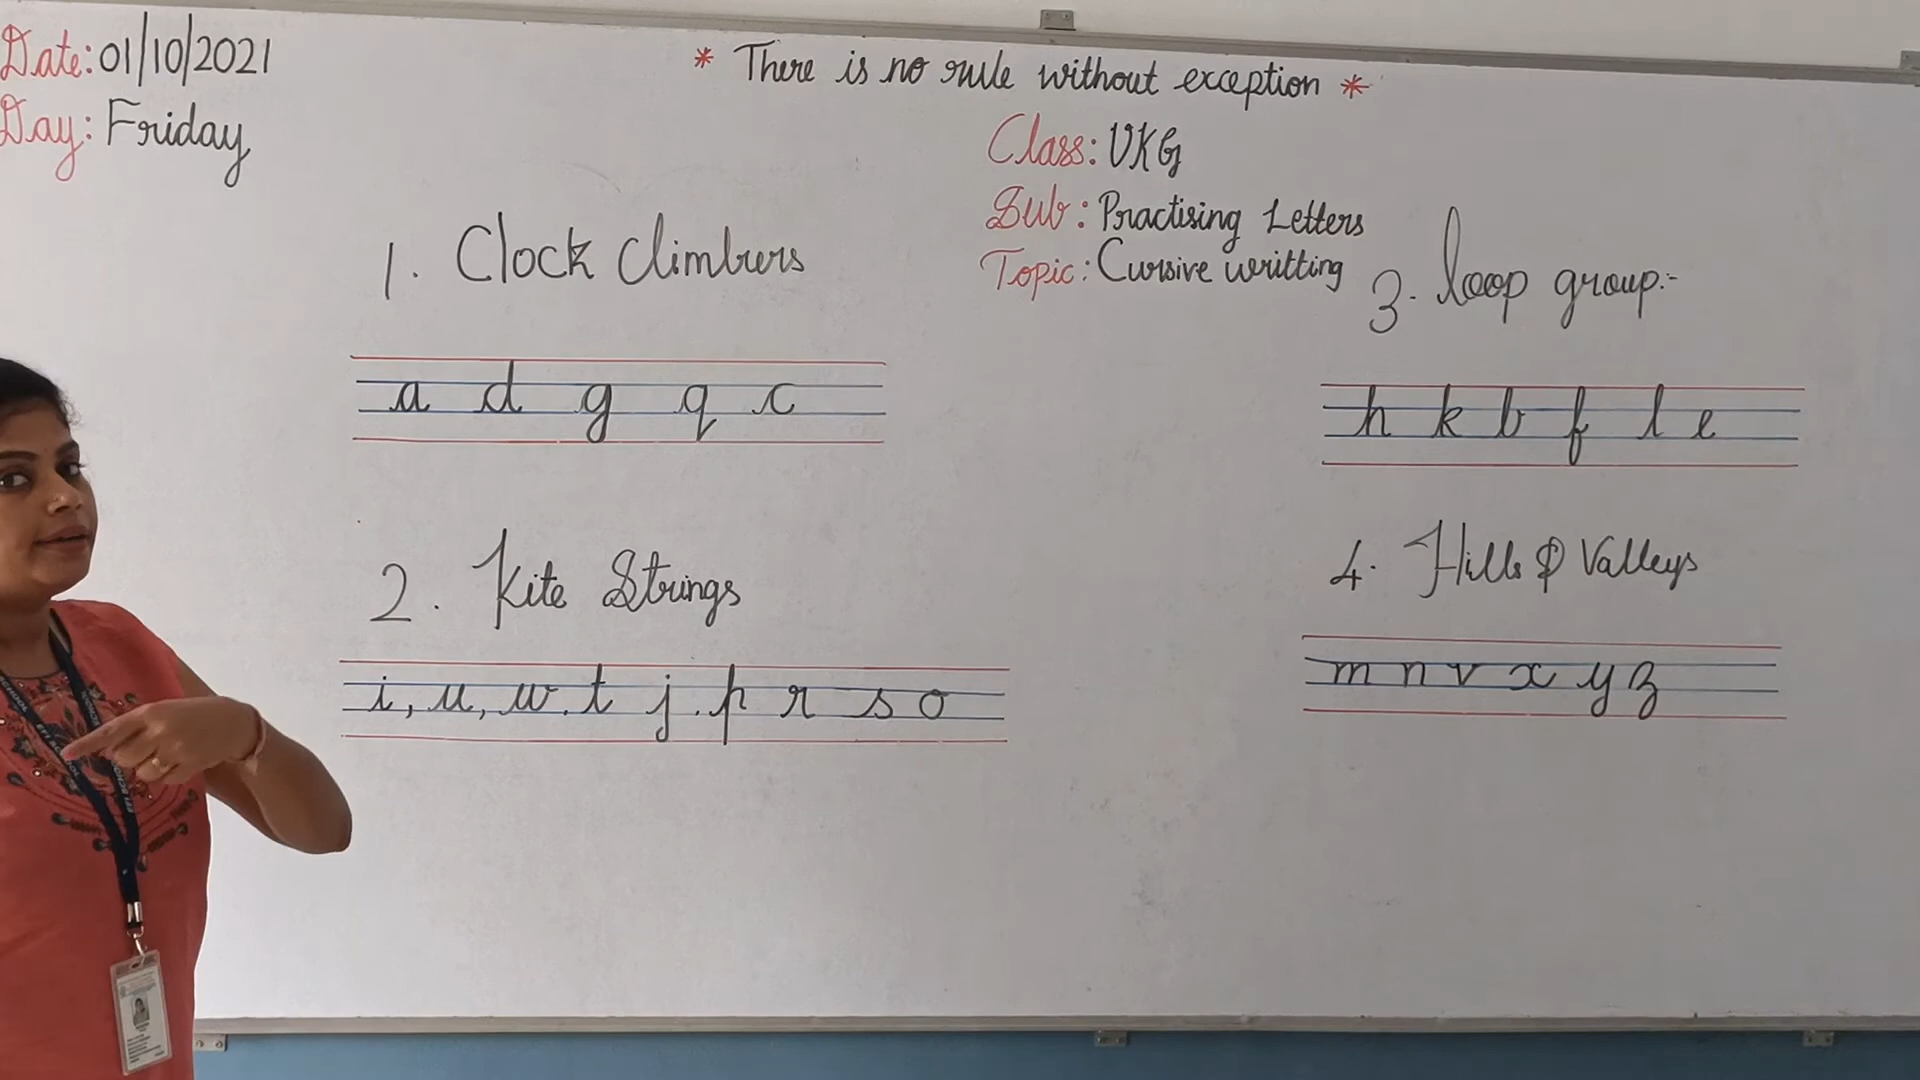 Date: 01/10/2021
Day: Friday
* There is no rule without exception *
Class: UKG
Sub: Practising Letters
Topic: Cursive writting
1. Clock Climbers
a d g q c
2. Kite Strings
i, u, w. t j. p r s o
3. loop group:-
h k b f l e
4. Hills & Valleys
m n v x y z